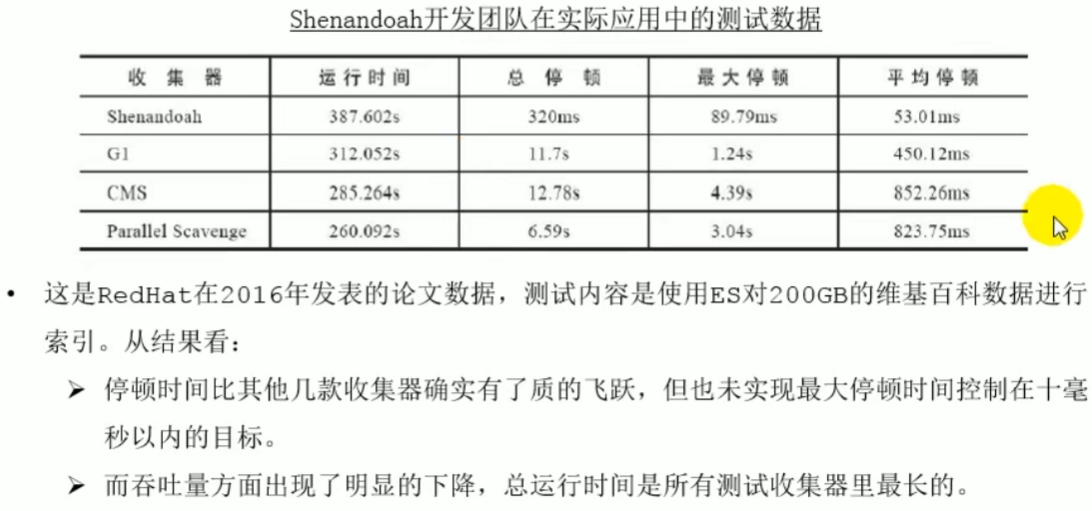 Shenandoah开发团队在实际应用中的测试数据
收集器 运行时间 总停顿 最大停顿 平均停顿
Shenandoah 387.602s 320ms 89.79ms 53.01ms
G1 312.052s 11.7s 1.24s 450.12ms
CMS 285.264s 12.78s 4.39s 852.26ms
Parallel Scavenge 260.092s 6.59s 3.04s 823.75ms
• 这是RedHat在2016年发表的论文数据，测试内容是使用ES对200GB的维基百科数据进行
索引。从结果看：
➢ 停顿时间比其他几款收集器确实有了质的飞跃，但也未实现最大停顿时间控制在十毫
秒以内的目标。
➢ 而吞吐量方面出现了明显的下降，总运行时间是所有测试收集器里最长的。